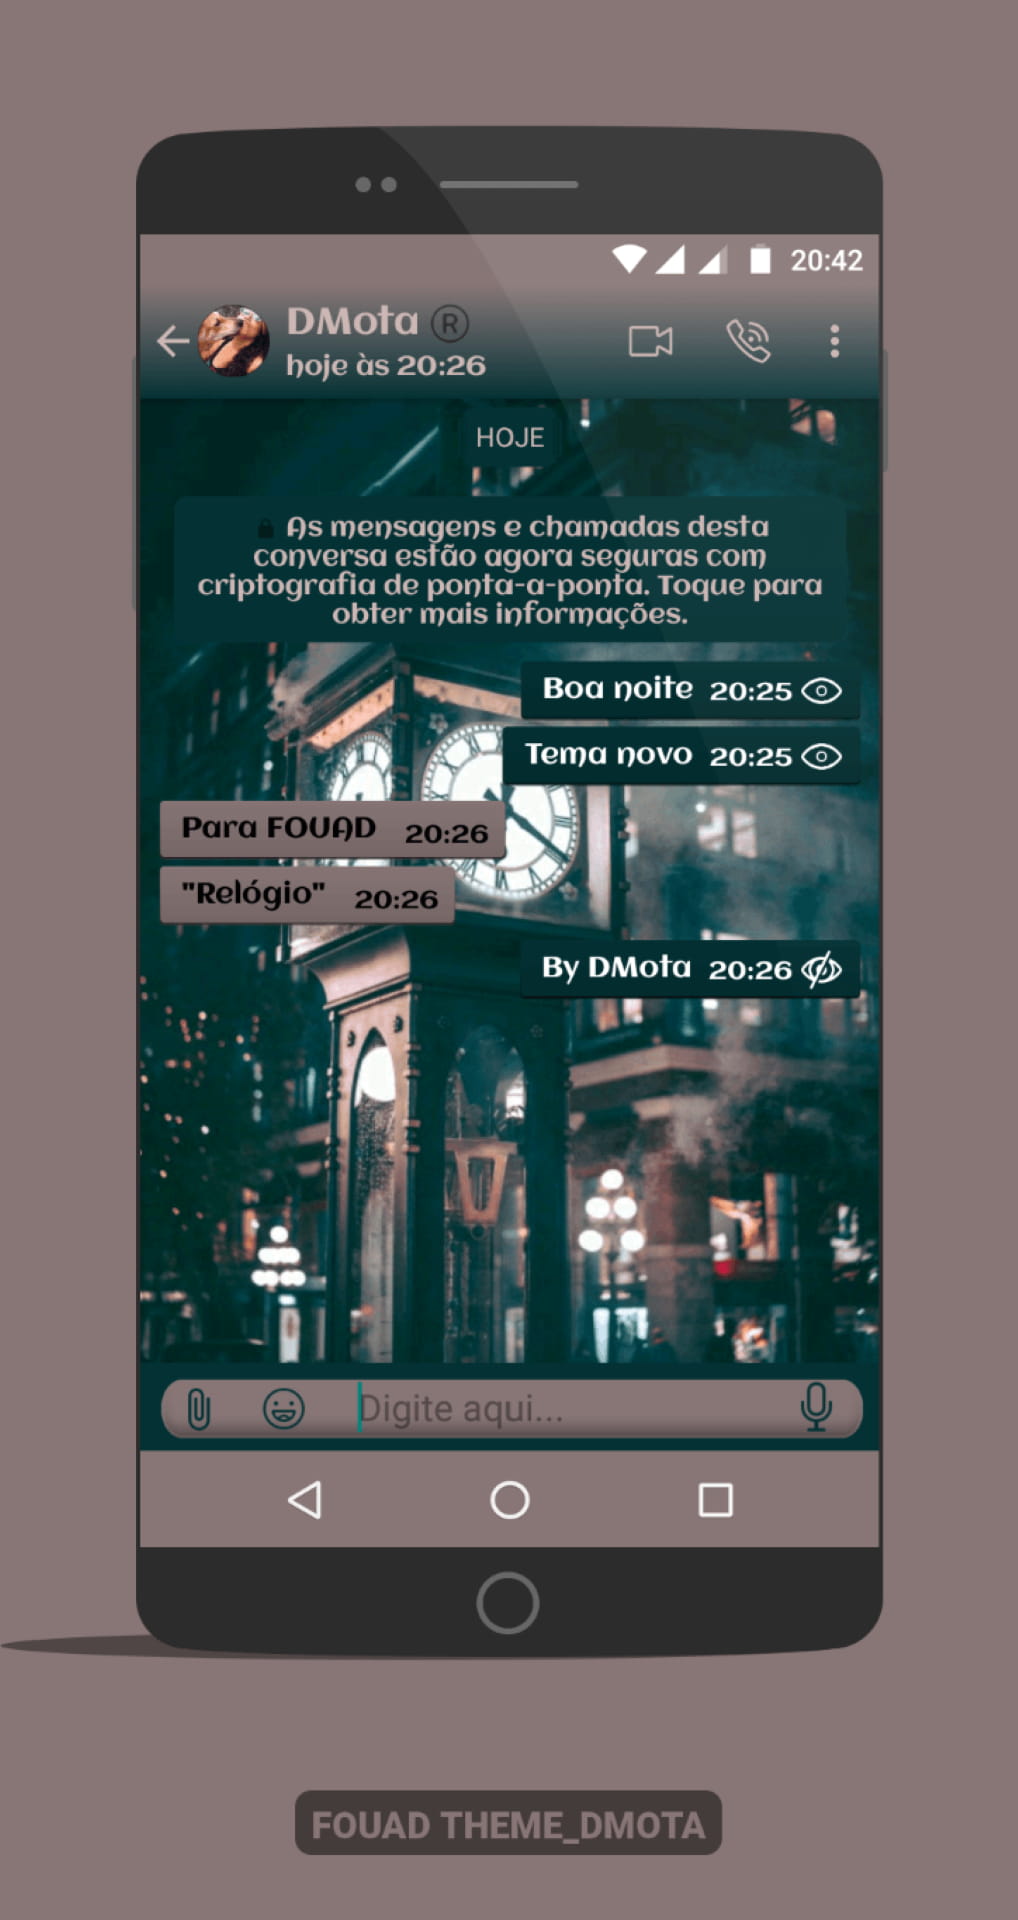 20:42
DMota ®
hoje às 20:26
HOJE
As mensagens e chamadas desta
conversa estão agora seguras com
criptografia de ponta-a-ponta. Toque para
obter mais informações.
Boa noite 20:25
Tema novo 20:25
Para FOUAD 20:26
"Relógio" 20:26
By DMota 20:26
Digite aqui...
FOUAD THEME_DMOTA